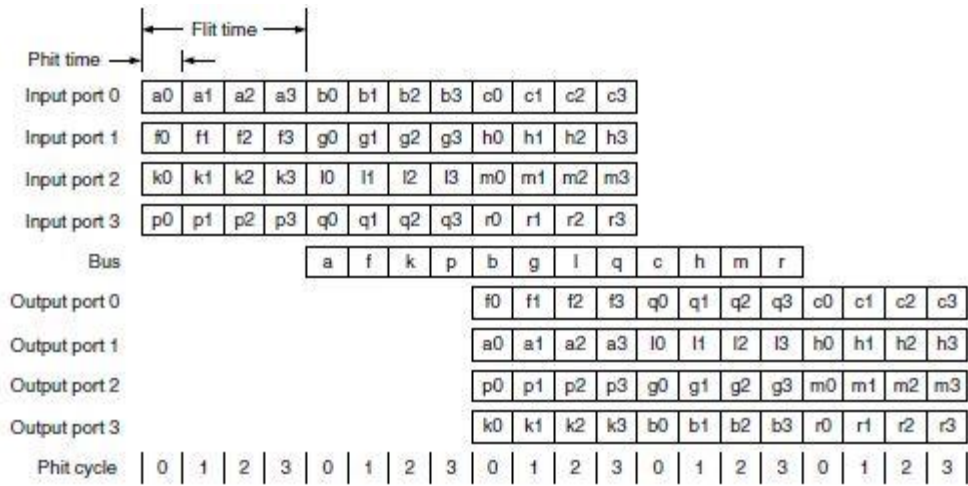 Flit time
Phit time
Input port 0 a0 a1 a2 a3 b0 b1 b2 b3 c0 c1 c2 c3
Input port 1 f0 f1 f2 f3 g0 g1 g2 g3 h0 h1 h2 h3
Input port 2 k0 k1 k2 k3 l0 l1 l2 l3 m0 m1 m2 m3
Input port 3 p0 p1 p2 p3 q0 q1 q2 q3 r0 r1 r2 r3
Bus a f k p b g l q c h m r
Output port 0 f0 f1 f2 f3 q0 q1 q2 q3 c0 c1 c2 c3
Output port 1 a0 a1 a2 a3 l0 l1 l2 l3 h0 h1 h2 h3
Output port 2 p0 p1 p2 p3 g0 g1 g2 g3 m0 m1 m2 m3
Output port 3 k0 k1 k2 k3 b0 b1 b2 b3 r0 r1 r2 r3
Phit cycle 0 1 2 3 0 1 2 3 0 1 2 3 0 1 2 3 0 1 2 3